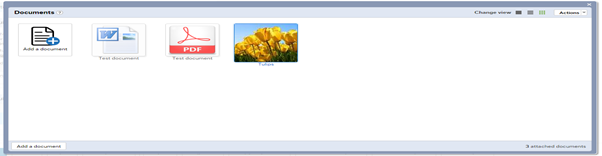 Documents ?
Change view
Actions
Add a document
W
Test document
PDF
Test document
Tulips
Add a document
3 attached documents